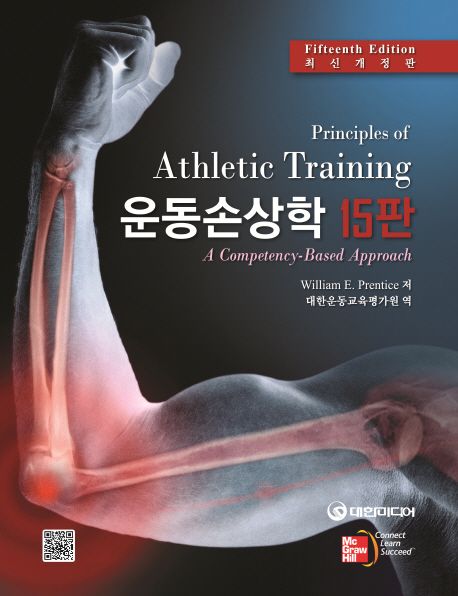 Fifteenth Edition
최신개정판
Principles of
Athletic Training
운동손상학 15판
A Competency-Based Approach
William E. Prentice 저
대한운동교육평가원 역
대한미디어
Mc
Graw
Hill
Connect
Learn
Succeed™